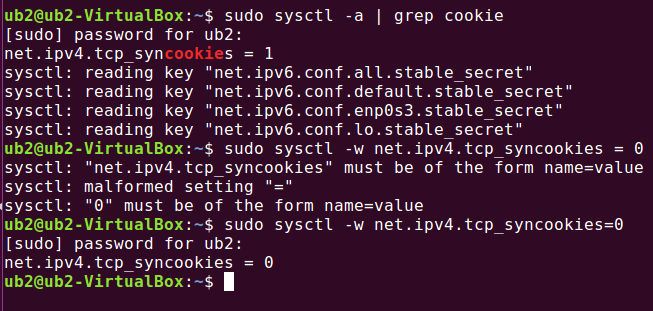 ub2@ub2-VirtualBox:~$ sudo sysctl -a | grep cookie
[sudo] password for ub2:
net.ipv4.tcp_syncookies = 1
sysctl: reading key "net.ipv6.conf.all.stable_secret"
sysctl: reading key "net.ipv6.conf.default.stable_secret"
sysctl: reading key "net.ipv6.conf.enp0s3.stable_secret"
sysctl: reading key "net.ipv6.conf.lo.stable_secret"
ub2@ub2-VirtualBox:~$ sudo sysctl -w net.ipv4.tcp_syncookies = 0
sysctl: "net.ipv4.tcp_syncookies" must be of the form name=value
sysctl: malformed setting "="
sysctl: "0" must be of the form name=value
ub2@ub2-VirtualBox:~$ sudo sysctl -w net.ipv4.tcp_syncookies=0
[sudo] password for ub2:
net.ipv4.tcp_syncookies = 0
ub2@ub2-VirtualBox:~$